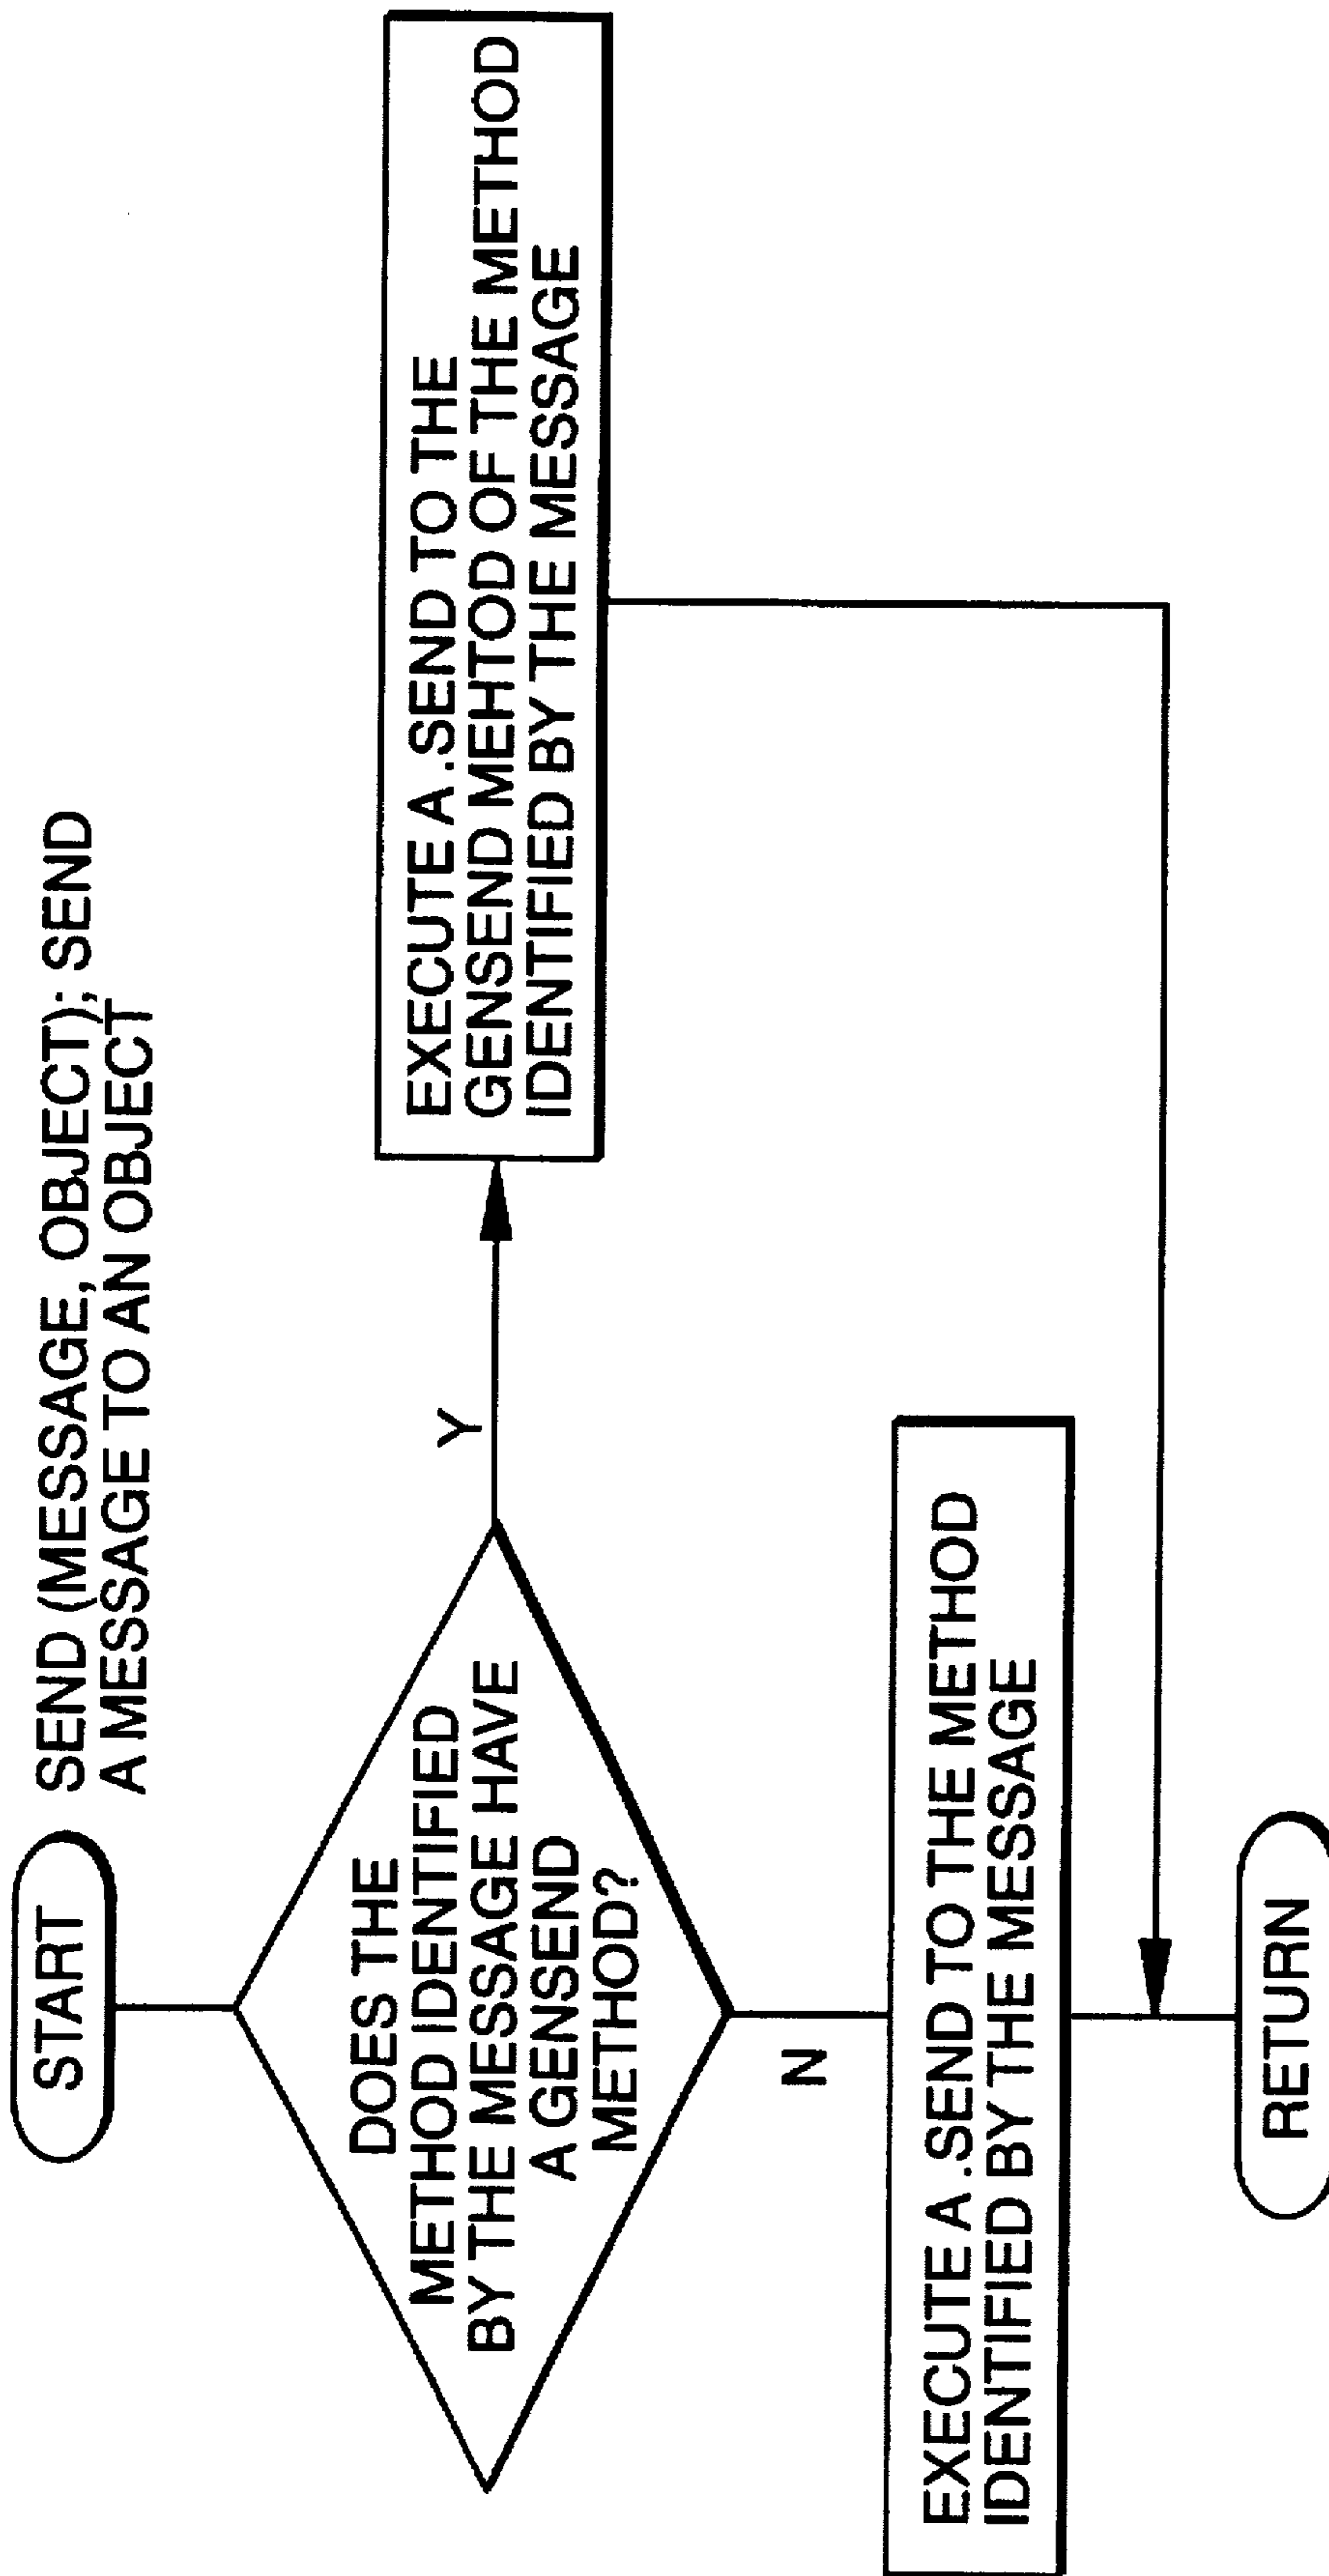 START
SEND (MESSAGE, OBJECT); SEND
A MESSAGE TO AN OBJECT
DOES THE
METHOD IDENTIFIED
BY THE MESSAGE HAVE
A GENSEND
METHOD?
Y
EXECUTE A .SEND TO THE
GENSEND MEHTOD OF THE METHOD
IDENTIFIED BY THE MESSAGE
N
EXECUTE A .SEND TO THE METHOD
IDENTIFIED BY THE MESSAGE
RETURN